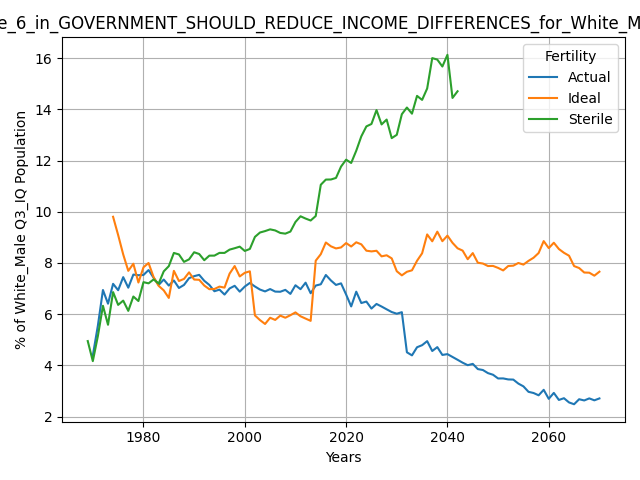 e_6_in_GOVERNMENT_SHOULD_REDUCE_INCOME_DIFFERENCES_for_White_M
Fertility
Actual
Ideal
Sterile
% of White_Male Q3_IQ Population
16
14
12
10
8
6
4
2
1980
2000
2020
2040
2060
Years